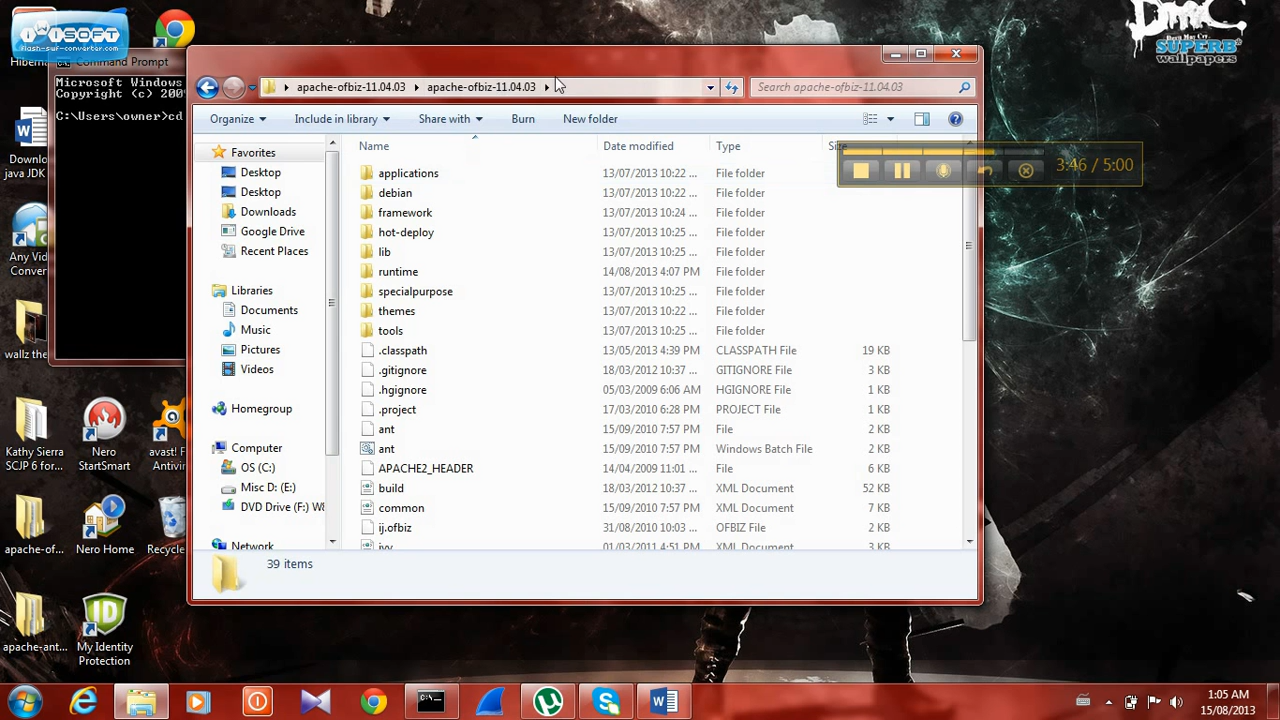 iWiSOFT
flash-swf-converter.com
Hibern
DmC
SUPERB
wallpapers
Command Prompt
Microsoft Windows
Copyright (c) 2009
C:\Users\owner>cd
apache-ofbiz-11.04.03
apache-ofbiz-11.04.03
Search apache-ofbiz-11.04.03
Organize
Include in library
Share with
Burn
New folder
3:46 / 5:00
Favorites
Desktop
Desktop
Downloads
Google Drive
Recent Places
Libraries
Documents
Music
Pictures
Videos
Homegroup
Computer
OS (C:)
Misc D: (E:)
DVD Drive (F:) W8
Network
Name Date modified Type Size
applications 13/07/2013 10:22 ... File folder
debian 13/07/2013 10:22 ... File folder
framework 13/07/2013 10:24 ... File folder
hot-deploy 13/07/2013 10:25 ... File folder
lib 13/07/2013 10:25 ... File folder
runtime 14/08/2013 4:07 PM File folder
specialpurpose 13/07/2013 10:25 ... File folder
themes 13/07/2013 10:22 ... File folder
tools 13/07/2013 10:25 ... File folder
.classpath 13/05/2013 4:39 PM CLASSPATH File 19 KB
.gitignore 18/03/2012 10:37 ... GITIGNORE File 3 KB
.hgignore 05/03/2009 6:06 AM HGIGNORE File 1 KB
.project 17/03/2010 6:28 PM PROJECT File 1 KB
ant 15/09/2010 7:57 PM File 2 KB
ant 15/09/2010 7:57 PM Windows Batch File 2 KB
APACHE2_HEADER 14/04/2009 11:01 ... File 6 KB
build 18/03/2012 10:37 ... XML Document 52 KB
common 15/09/2010 7:57 PM XML Document 7 KB
ij.ofbiz 31/08/2010 10:03 ... OFBIZ File 2 KB
ivy 01/03/2011 4:51 PM XML Document 3 KB
39 items
Downlo...
java JDK
Any Vid
Conver
wallz the
Kathy Sierra
SCJP 6 for...
Nero
StartSmart
avast! F
Antivir
apache-of...
Nero Home
Recycle
apache-ant...
My Identity
Protection
1:05 AM
15/08/2013